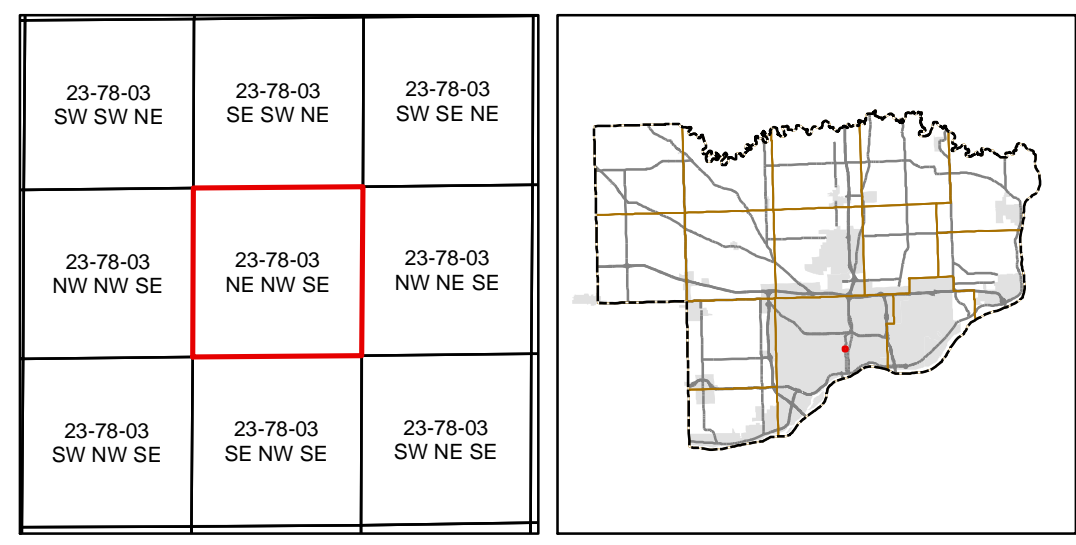 23-78-03
SW SW NE
23-78-03
SE SW NE
23-78-03
SW SE NE
23-78-03
NW NW SE
23-78-03
NE NW SE
23-78-03
NW NE SE
23-78-03
SW NW SE
23-78-03
SE NW SE
23-78-03
SW NE SE